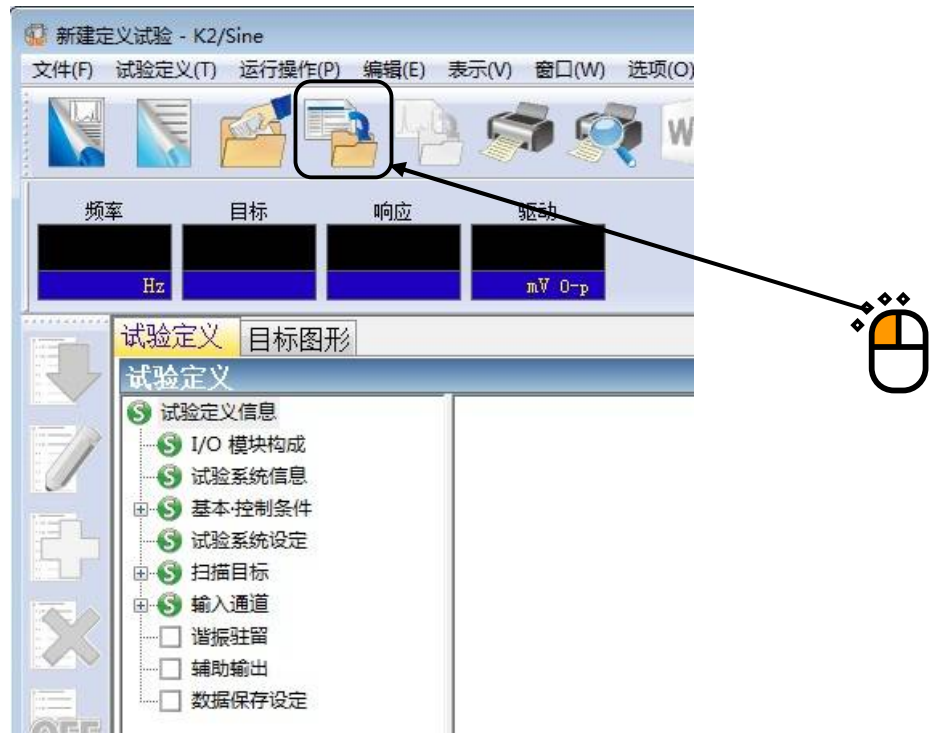 新建定义试验 - K2/Sine
文件(F) 试验定义(T) 运行操作(P) 编辑(E) 表示(V) 窗口(W) 选项(O)
W
频率 目标 响应 驱动
Hz mV 0-p
试验定义 目标图形
试验定义
S 试验定义信息
S I/O 模块构成
S 试验系统信息
S 基本·控制条件
S 试验系统设定
S 扫描目标
S 输入通道
谐振驻留
辅助输出
数据保存设定
OFF